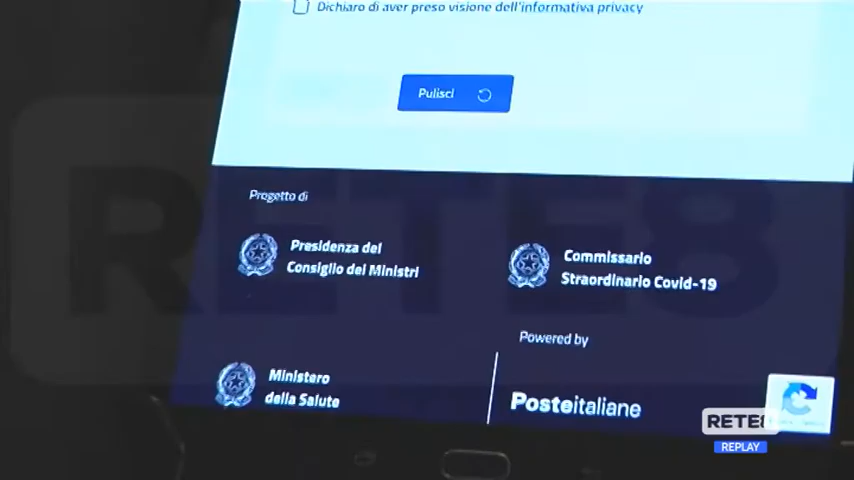 Dichiaro di aver preso visione dell'informativa privacy
Pulisci
Progetto di
Presidenza del
Consiglio dei Ministri
Commissario
Straordinario Covid-19
Powered by
Ministero
della Salute
Posteitaliane
RETE8
RETE8
REPLAY